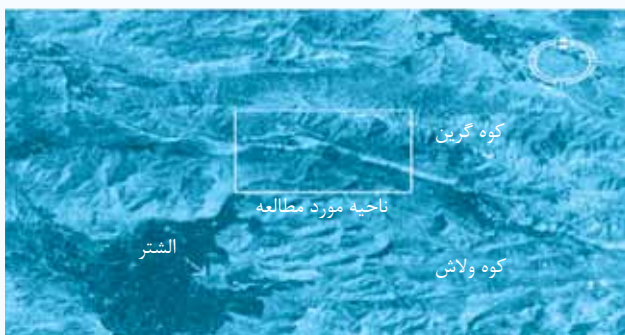 کوه گرین
ناحیه مورد مطالعه
الشتر
کوه ولاش